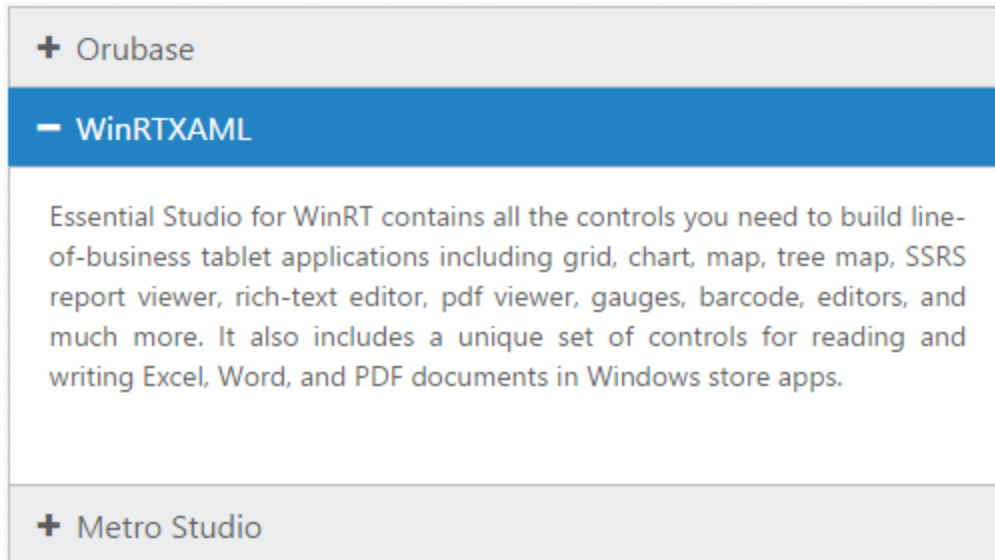 Orubase
WinRTXAML
Essential Studio for WinRT contains all the controls you need to build line-
of-business tablet applications including grid, chart, map, tree map, SSRS
report viewer, rich-text editor, pdf viewer, gauges, barcode, editors, and
much more. It also includes a unique set of controls for reading and
writing Excel, Word, and PDF documents in Windows store apps.
Metro Studio